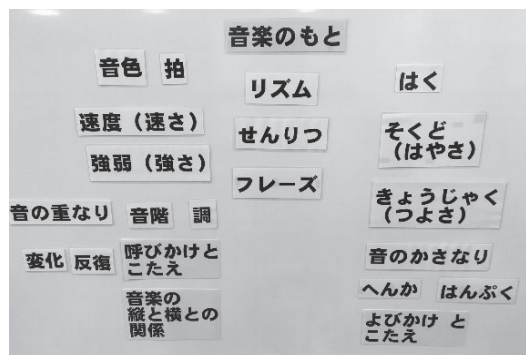 音楽のもと
音色
拍
速度（速さ）
強弱（強さ）
音の重なり
音階
調
変化
反復
呼びかけと
こたえ
音楽の
縦と横との
関係
リズム
せんりつ
フレーズ
はく
そくど
（はやさ）
きょうじゃく
（つよさ）
音のかさなり
へんか
はんぷく
よびかけ と
こたえ